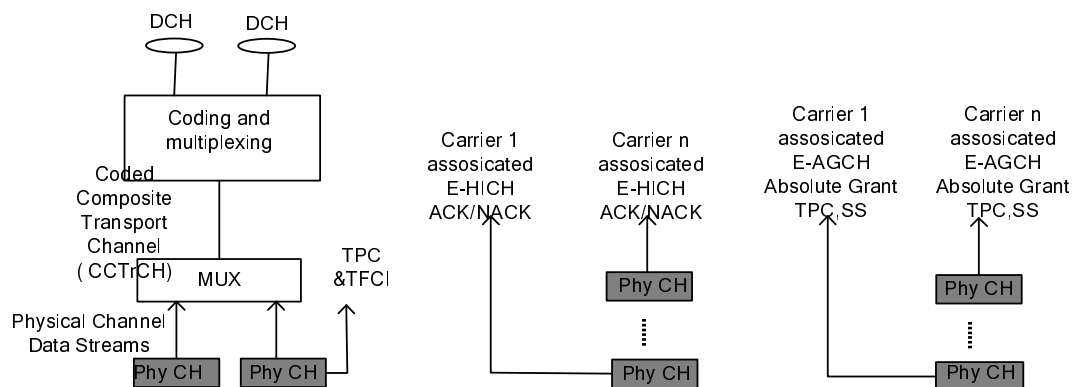 DCH
DCH
Coding and
multiplexing
Coded
Composite
Transport
Channel
( CCTrCH)
MUX
TPC
&TFCI
Physical Channel
Data Streams
Phy CH
Phy CH
Carrier 1
assosicated
E-HICH
ACK/NACK
Carrier n
assosicated
E-HICH
ACK/NACK
Phy CH
Phy CH
Carrier 1
assosicated
E-AGCH
Absolute Grant
TPC,SS
Carrier n
assosicated
E-AGCH
Absolute Grant
TPC,SS
Phy CH
Phy CH